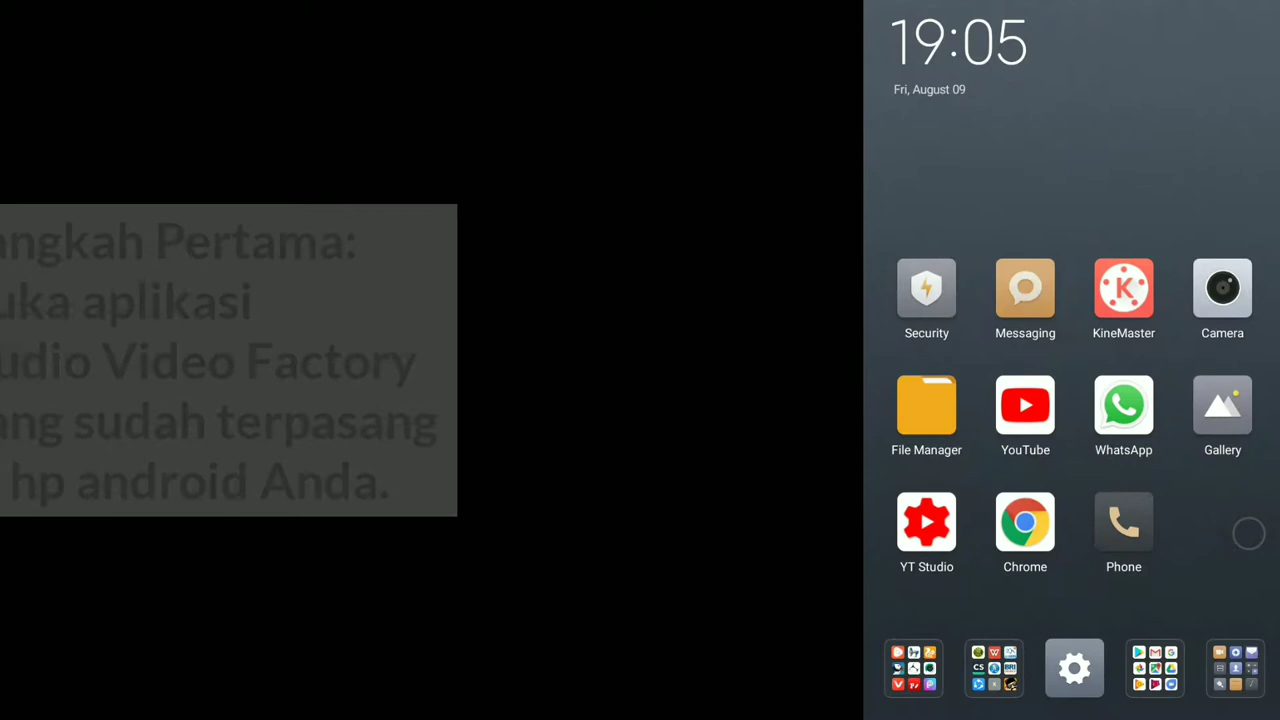 angkah Pertama:
uka aplikasi
udio Video Factory
ang sudah terpasang
hp android Anda.
19:05
Fri, August 09
Security
Messaging
KineMaster
Camera
File Manager
YouTube
WhatsApp
Gallery
YT Studio
Chrome
Phone